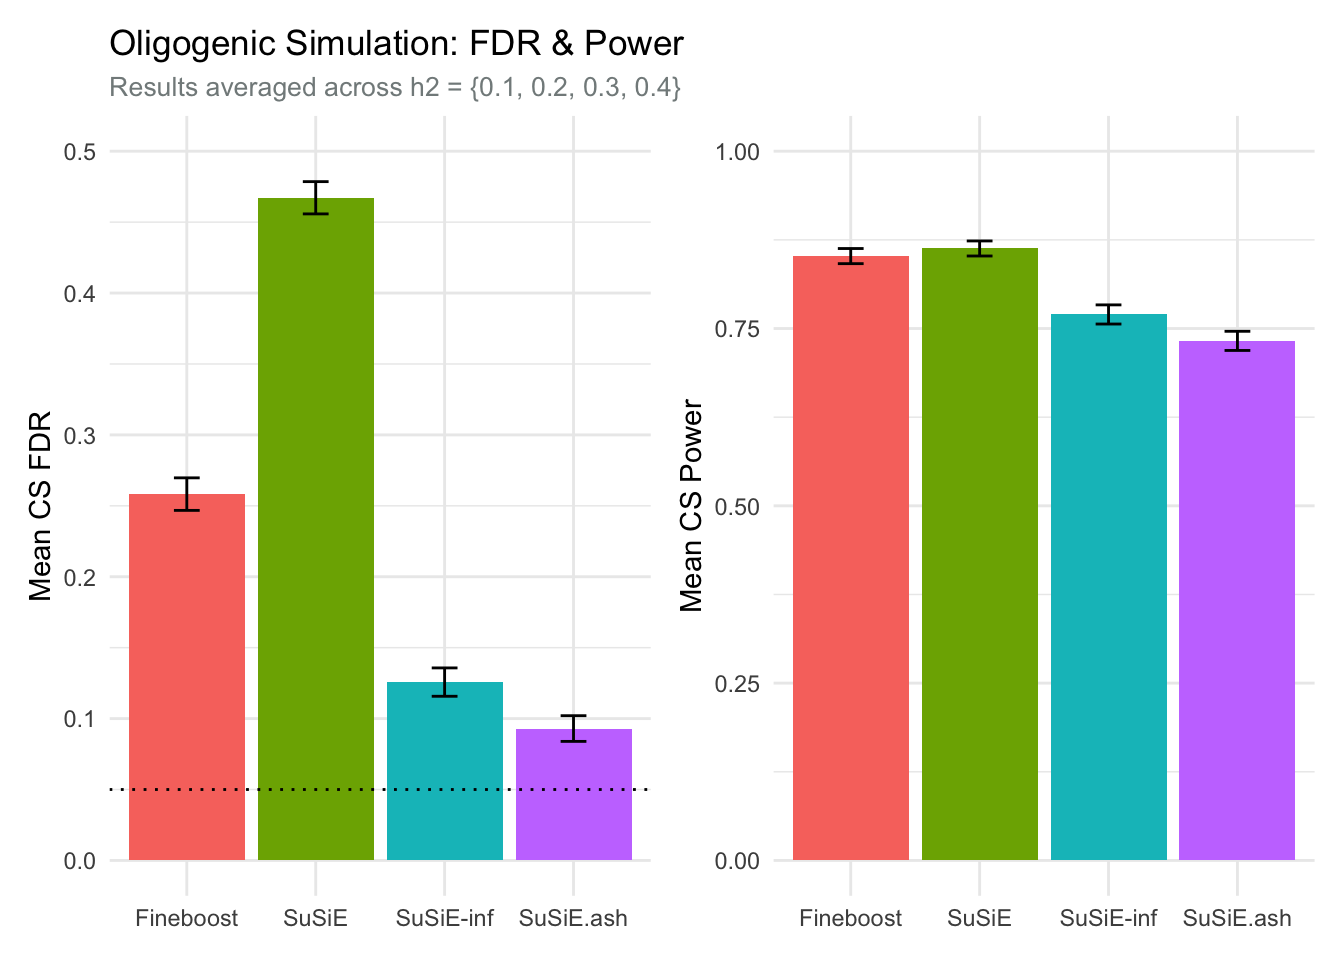 Oligogenic Simulation: FDR & Power
Results averaged across h2 = {0.1, 0.2, 0.3, 0.4}
Mean CS FDR
0.5
0.4
0.3
0.2
0.1
0.0
Fineboost SuSiE SuSiE-inf SuSiE.ash
Mean CS Power
1.00
0.75
0.50
0.25
0.00
Fineboost SuSiE SuSiE-inf SuSiE.ash